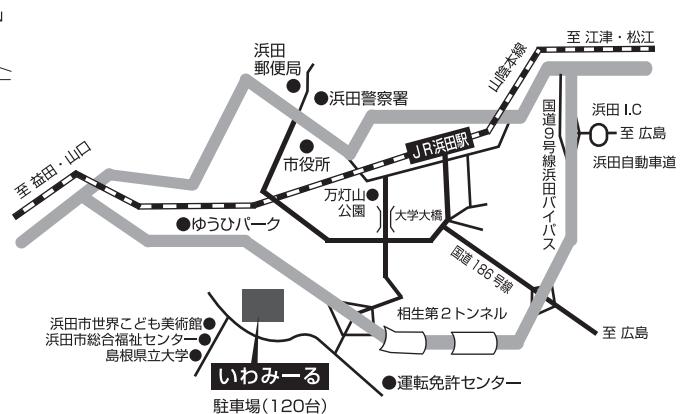 至 江津・松江
山陰本線
浜田
郵便局
浜田警察署
市役所
JR浜田駅
国道9号線浜田バイパス
浜田 I.C
至 広島
浜田自動車道
至 益田・山口
万灯山
公園
大学大橋
ゆうひパーク
国道186号線
相生第2トンネル
至 広島
浜田市世界こども美術館
浜田市総合福祉センター
島根県立大学
いわみーる
駐車場(120台)
運転免許センター